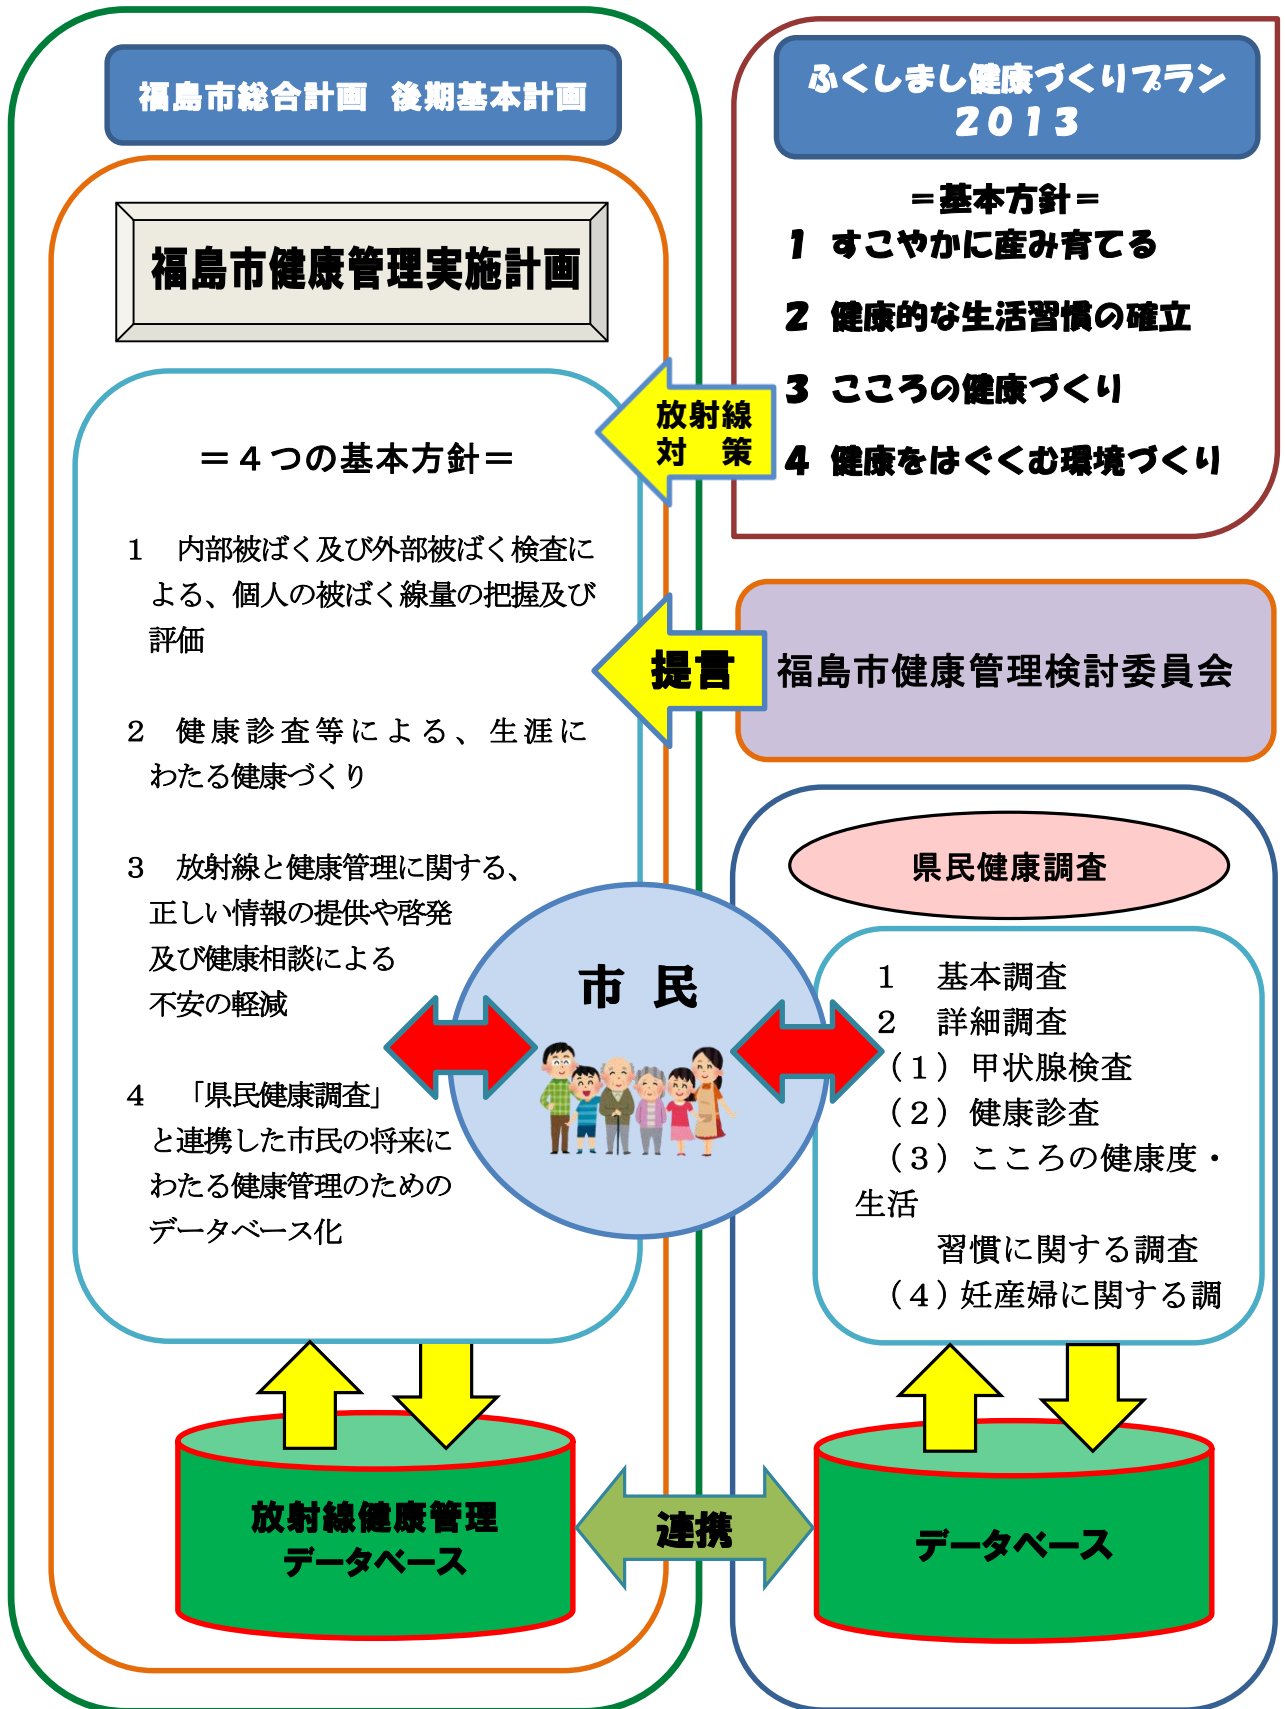 福島市総合計画　後期基本計画
福島市健康管理実施計画
＝４つの基本方針＝
１　内部被ばく及び外部被ばく検査に
よる、個人の被ばく線量の把握及び
評価
２　健康診査等による、生涯に
わたる健康づくり
３　放射線と健康管理に関する、
正しい情報の提供や啓発
及び健康相談による
不安の軽減
４　「県民健康調査」
と連携した市民の将来に
わたる健康管理のための
データベース化
放射線健康管理
データベース
ふくしまし健康づくりプラン
２０１３
＝基本方針＝
１　すこやかに産み育てる
２　健康的な生活習慣の確立
３　こころの健康づくり
４　健康をはぐくむ環境づくり
放射線
対　策
提言
福島市健康管理検討委員会
市　民
県民健康調査
１　基本調査
２　詳細調査
（１）甲状腺検査
（２）健康診査
（３）こころの健康度・
生活
習慣に関する調査
（４）妊産婦に関する調
連携
データベース